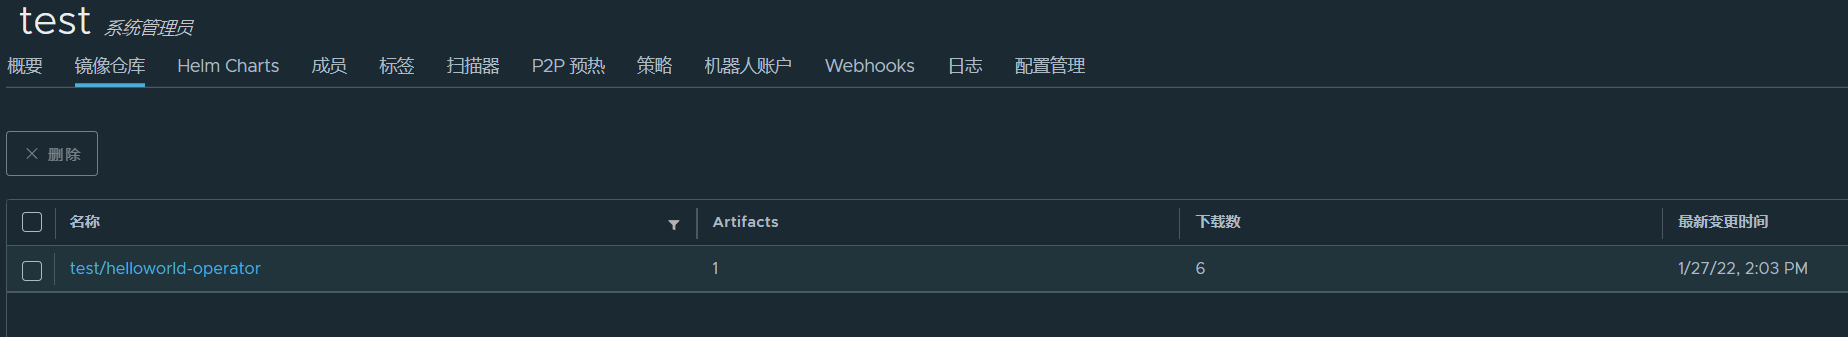 test 系统管理员
概要 镜像仓库 Helm Charts 成员 标签 扫描器 P2P 预热 策略 机器人账户 Webhooks 日志 配置管理
× 删除
名称 Artifacts 下载数 最新变更时间
test/helloworld-operator 1 6 1/27/22, 2:03 PM